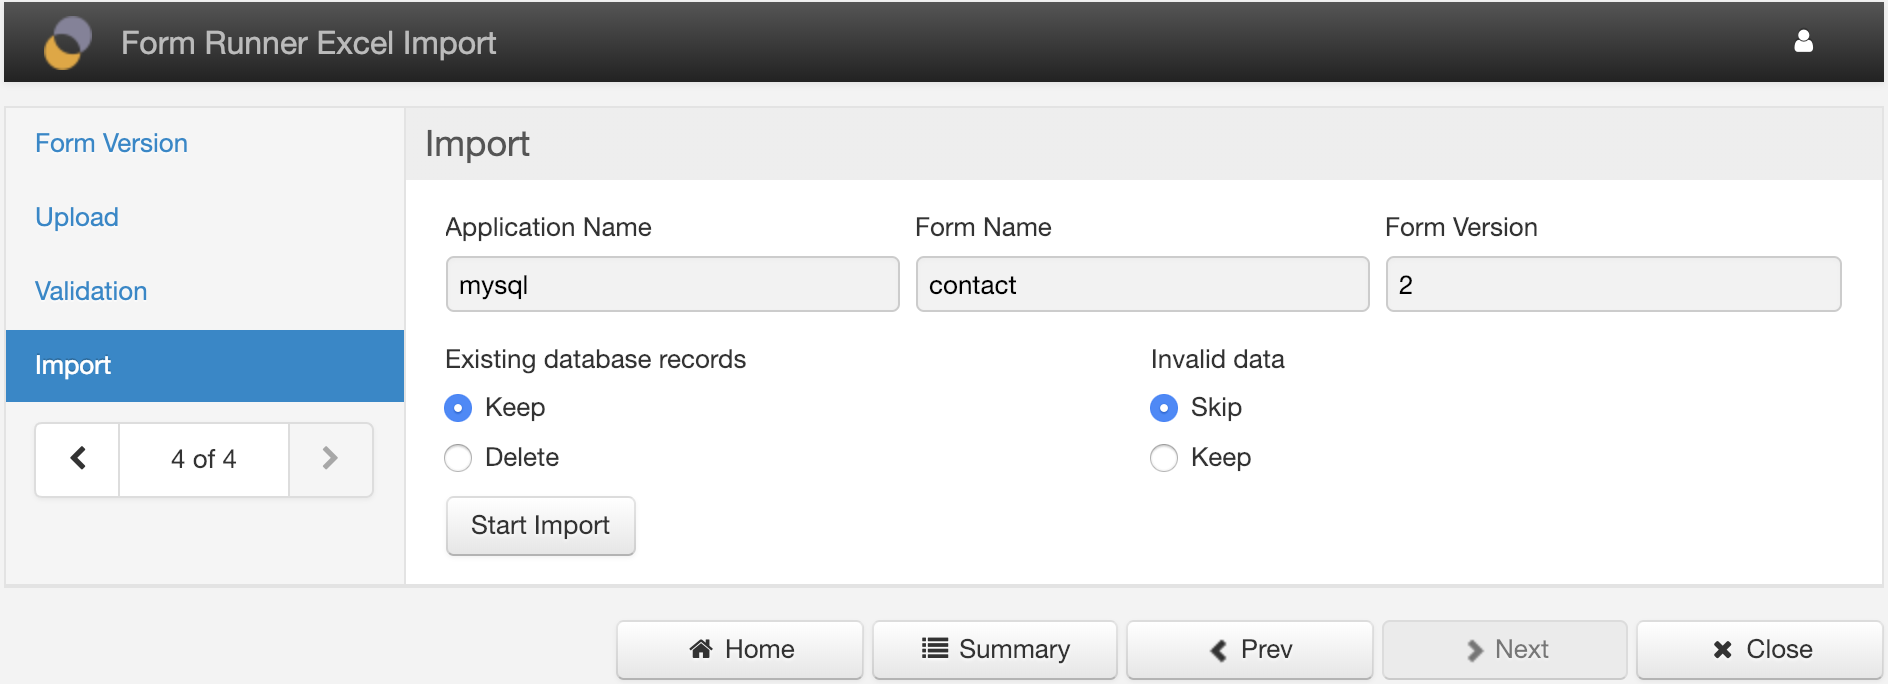 Form Runner Excel Import
Form Version
Upload
Validation
Import
4 of 4
Import
Application Name
Form Name
Form Version
mysql
contact
2
Existing database records
Invalid data
Keep
Skip
Delete
Keep
Start Import
Home
Summary
Prev
Next
Close